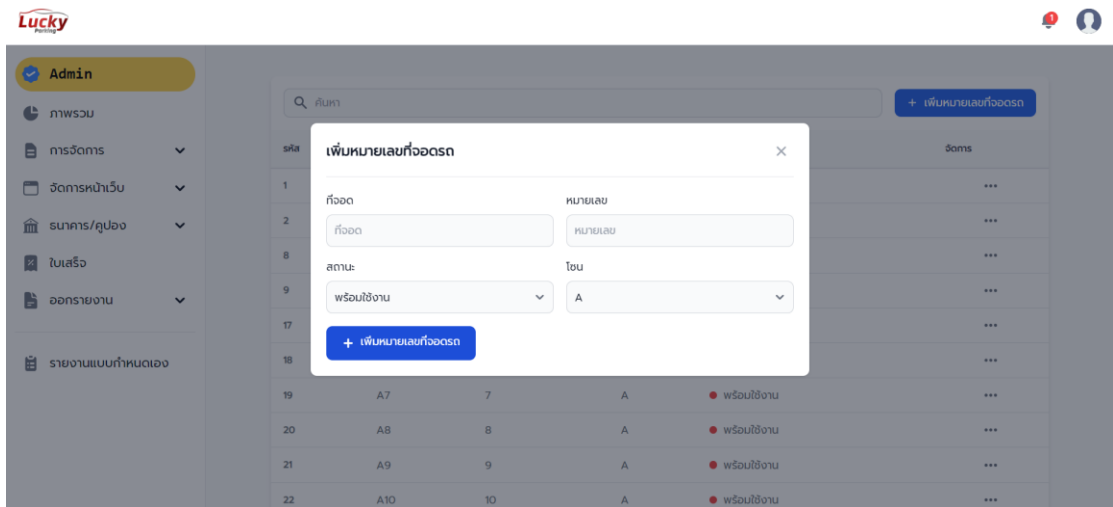 Lucky
Parking
1
Admin
ภาพรวม
การจัดการ
จัดการหน้าเว็บ
ธนาคาร/คูปอง
ใบเสร็จ
ออกรายงาน
รายงานแบบกำหนดเอง
ค้นหา
+ เพิ่มหมายเลขที่จอดรถ
รหัส จัดการ
1 •••
2 •••
8 •••
9 •••
17 •••
18 •••
เพิ่มหมายเลขที่จอดรถ
ที่จอด หมายเลข
ที่จอด หมายเลข
สถานะ โซน
พร้อมใช้งาน A
+ เพิ่มหมายเลขที่จอดรถ
19 A7 7 A พร้อมใช้งาน •••
20 A8 8 A พร้อมใช้งาน •••
21 A9 9 A พร้อมใช้งาน •••
22 A10 10 A พร้อมใช้งาน •••